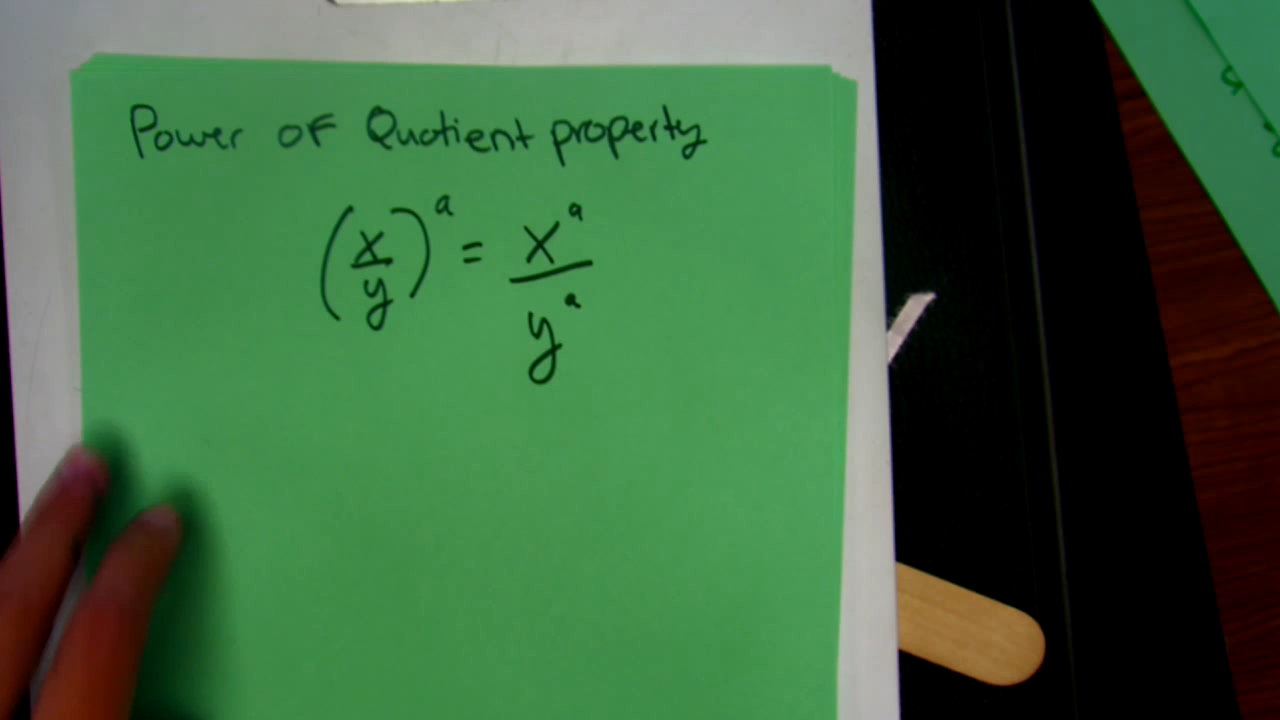 Power of Quotient property
(x/y)^a = x^a/y^a